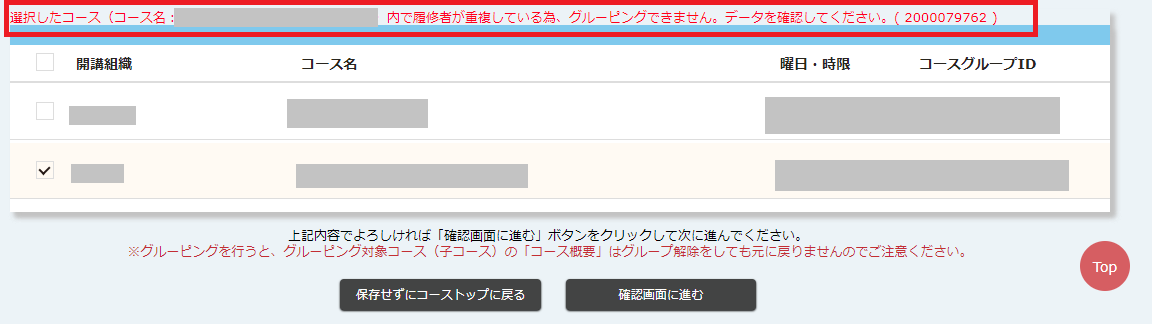 選択したコース（コース名： 内で履修者が重複している為、グルーピングできません。データを確認してください。( 2000079762 )
開講組織 コース名 曜日・時限 コースグループID
上記内容でよろしければ「確認画面に進む」ボタンをクリックして次に進んでください。
※グルーピングを行うと、グルーピング対象コース（子コース）の「コース概要」はグループ解除をしても元に戻りませんのでご注意ください。
Top
保存せずにコーストップに戻る 確認画面に進む